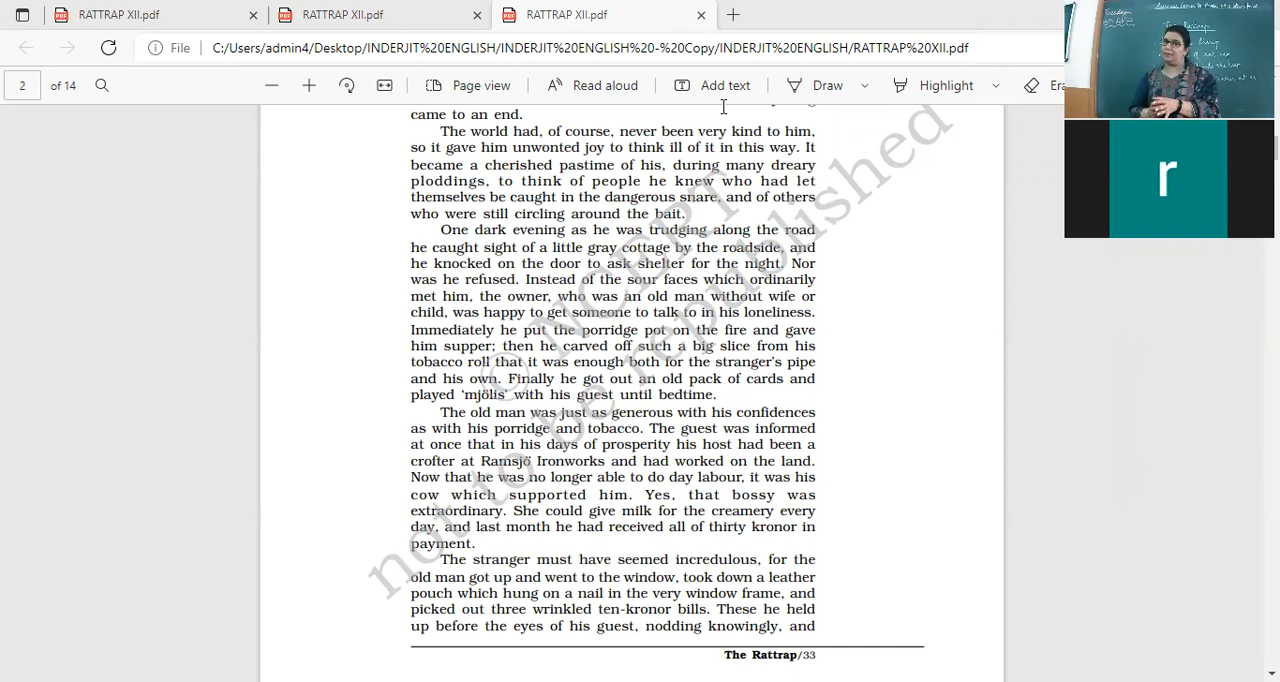 RATTRAP XII.pdf
RATTRAP XII.pdf
RATTRAP XII.pdf
File C:/Users/admin4/Desktop/INDERJIT%20ENGLISH/INDERJIT%20ENGLISH%20-%20Copy/INDERJIT%20ENGLISH/RATTRAP%20XII.pdf
2 of 14 Page view Read aloud Add text Draw Highlight Era
The Rattrap
r
came to an end.
The world had, of course, never been very kind to him,
so it gave him unwonted joy to think ill of it in this way. It
became a cherished pastime of his, during many dreary
ploddings, to think of people he knew who had let
themselves be caught in the dangerous snare, and of others
who were still circling around the bait.
One dark evening as he was trudging along the road
he caught sight of a little gray cottage by the roadside, and
he knocked on the door to ask shelter for the night. Nor
was he refused. Instead of the sour faces which ordinarily
met him, the owner, who was an old man without wife or
child, was happy to get someone to talk to in his loneliness.
Immediately he put the porridge pot on the fire and gave
him supper; then he carved off such a big slice from his
tobacco roll that it was enough both for the stranger's pipe
and his own. Finally he got out an old pack of cards and
played 'mjölis' with his guest until bedtime.
The old man was just as generous with his confidences
as with his porridge and tobacco. The guest was informed
at once that in his days of prosperity his host had been a
crofter at Ramsjö Ironworks and had worked on the land.
Now that he was no longer able to do day labour, it was his
cow which supported him. Yes, that bossy was
extraordinary. She could give milk for the creamery every
day, and last month he had received all of thirty kronor in
payment.
The stranger must have seemed incredulous, for the
old man got up and went to the window, took down a leather
pouch which hung on a nail in the very window frame, and
picked out three wrinkled ten-kronor bills. These he held
up before the eyes of his guest, nodding knowingly, and
The Rattrap/33
© NCERT
not to be republished